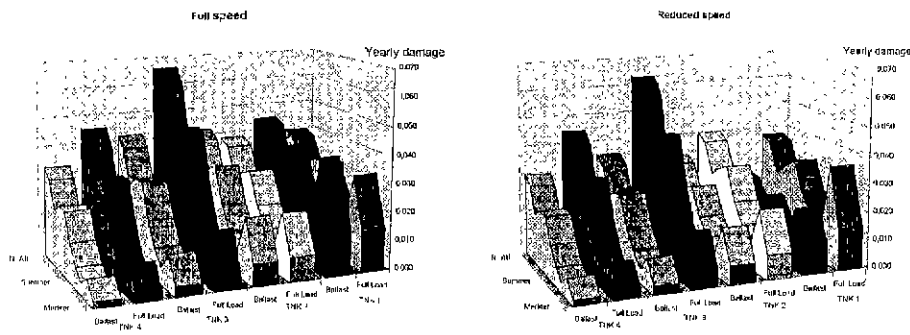 Full speed
Yearly damage
0.070
0.060
0.050
0.040
0.030
0.020
0.010
0.000
N. Atl
Summer
Ballast
Full Load
Ballast
Full Load
Ballast
Full Load
Ballast
Full Load
TNK 4
TNK 3
TNK 1
Reduced speed
Yearly damage
0.070
0.060
0.050
0.040
0.030
0.020
0.010
0.000
N. Atl
Summer
Ballast
Full Load
Ballast
Full Load
Ballast
Full Load
Ballast
Full Load
TNK 4
TNK 3
TNK 2
TNK 1